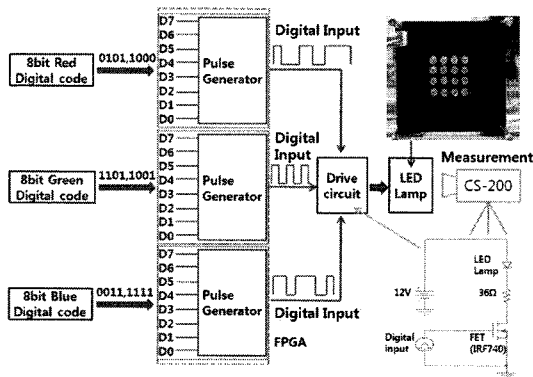 8bit Red
Digital code
0101,1000
D7
D6
D5
D4
D3
D2
D1
D0
Pulse
Generator
Digital Input
8bit Green
Digital code
1101,1001
D7
D6
D5
D4
D3
D2
D1
D0
Pulse
Generator
Digital
Input
Drive
circuit
LED
Lamp
Measurement
CS-200
8bit Blue
Digital code
0011,1111
D7
D6
D5
D4
D3
D2
D1
D0
Pulse
Generator
Digital Input
FPGA
12V
LED
Lamp
36Ω
Digital
input
FET
(IRF740)